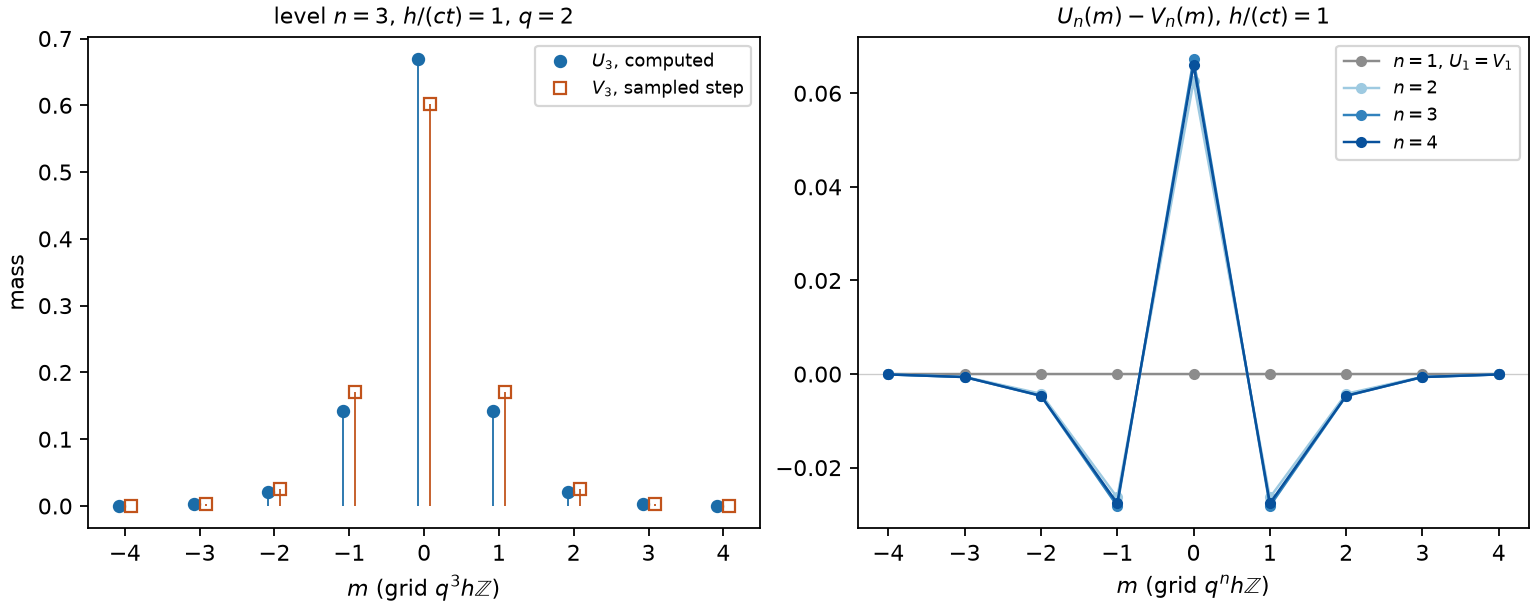 level n = 3, h/(ct) = 1, q = 2
U₃, computed
V₃, sampled step
mass
0.7
0.6
0.5
0.4
0.3
0.2
0.1
0.0
−4 −3 −2 −1 0 1 2 3 4
m (grid q³hℤ)
Uₙ(m) − Vₙ(m), h/(ct) = 1
n = 1, U₁ = V₁
n = 2
n = 3
n = 4
0.06
0.04
0.02
0.00
−0.02
−4 −3 −2 −1 0 1 2 3 4
m (grid qⁿhℤ)